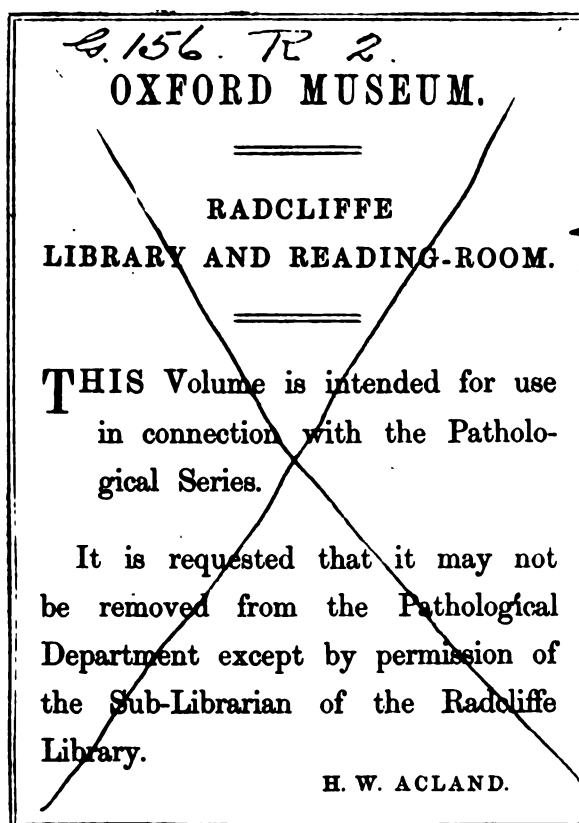 G. 156. R 2.
OXFORD MUSEUM.
RADCLIFFE
LIBRARY AND READING-ROOM.
THIS Volume is intended for use
in connection with the Patholo-
gical Series.
It is requested that it may not
be removed from the Pathological
Department except by permission of
the Sub-Librarian of the Radcliffe
Library.
H. W. ACLAND.